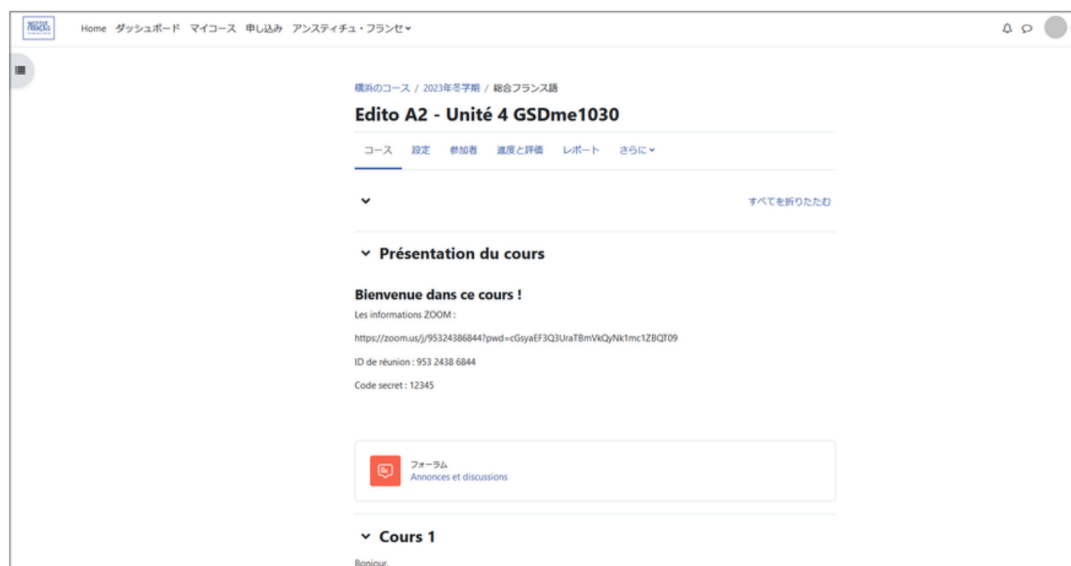 INSTITUT
FRANÇAIS
Home ダッシュボード マイコース 申し込み アンスティチュ・フランセ
横浜のコース / 2023年冬学期 / 総合フランス語
Edito A2 - Unité 4 GSDme1030
コース 設定 参加者 進度と評価 レポート さらに
すべてを折りたたむ
Présentation du cours
Bienvenue dans ce cours !
Les informations ZOOM :
https://zoom.us/j/95324386844?pwd=cGsyaEF3Q3UraTBmVkQyNk1mc1ZBQT09
ID de réunion : 953 2438 6844
Code secret : 12345
フォーラム
Annonces et discussions
Cours 1
Bonjour,